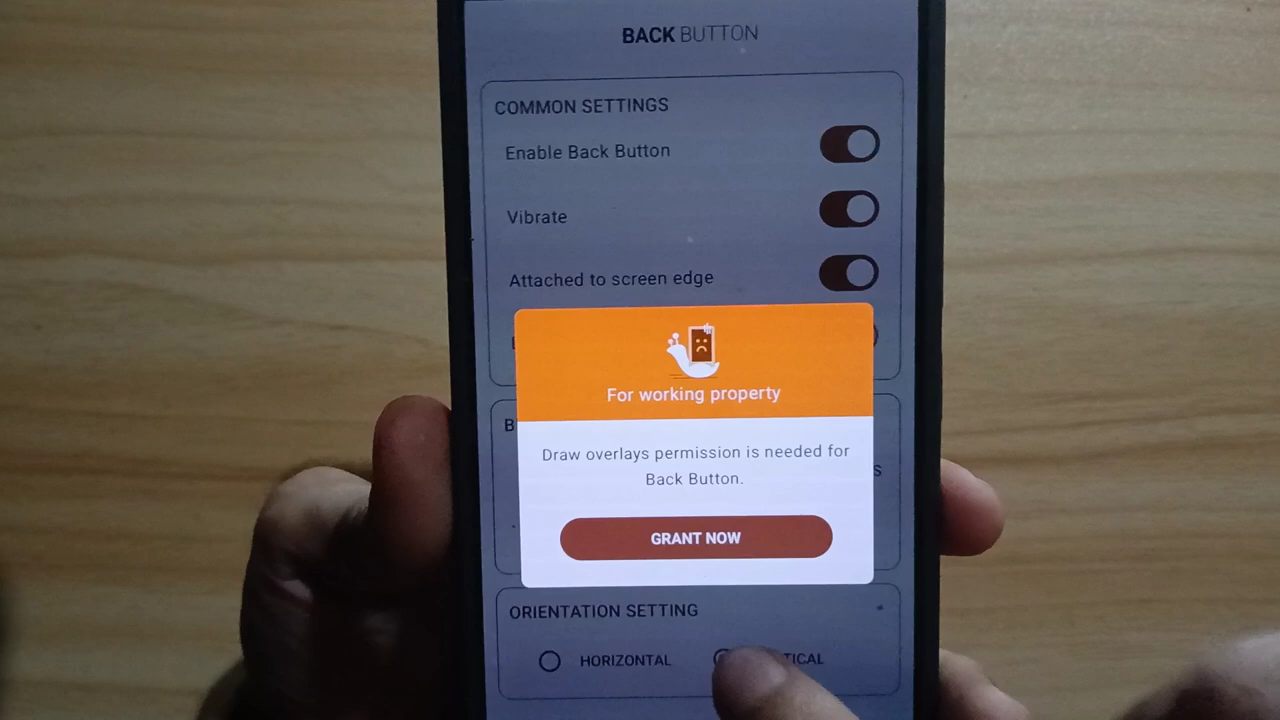 BACK BUTTON
COMMON SETTINGS
Enable Back Button
Vibrate
Attached to screen edge
For working property
Draw overlays permission is needed for
Back Button.
GRANT NOW
ORIENTATION SETTING
HORIZONTAL